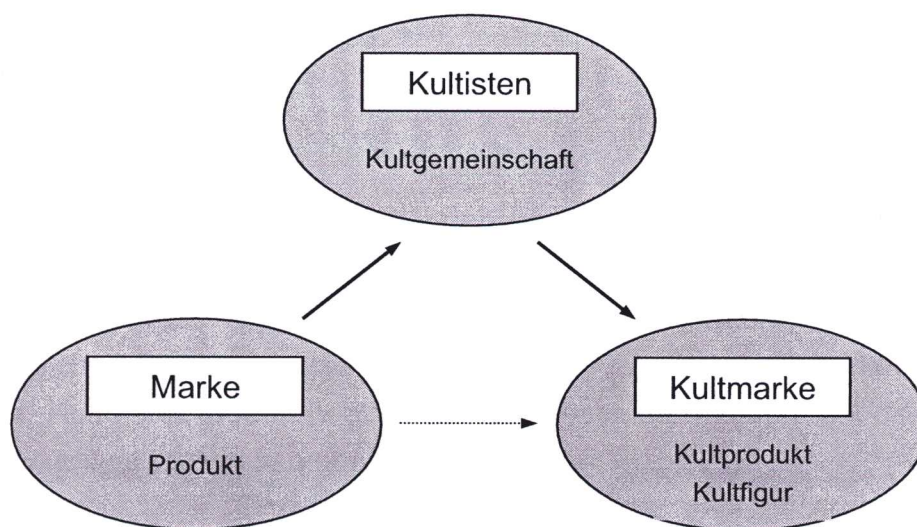 Kultisten
Kultgemeinschaft
Marke
Produkt
Kultmarke
Kultprodukt
Kultfigur